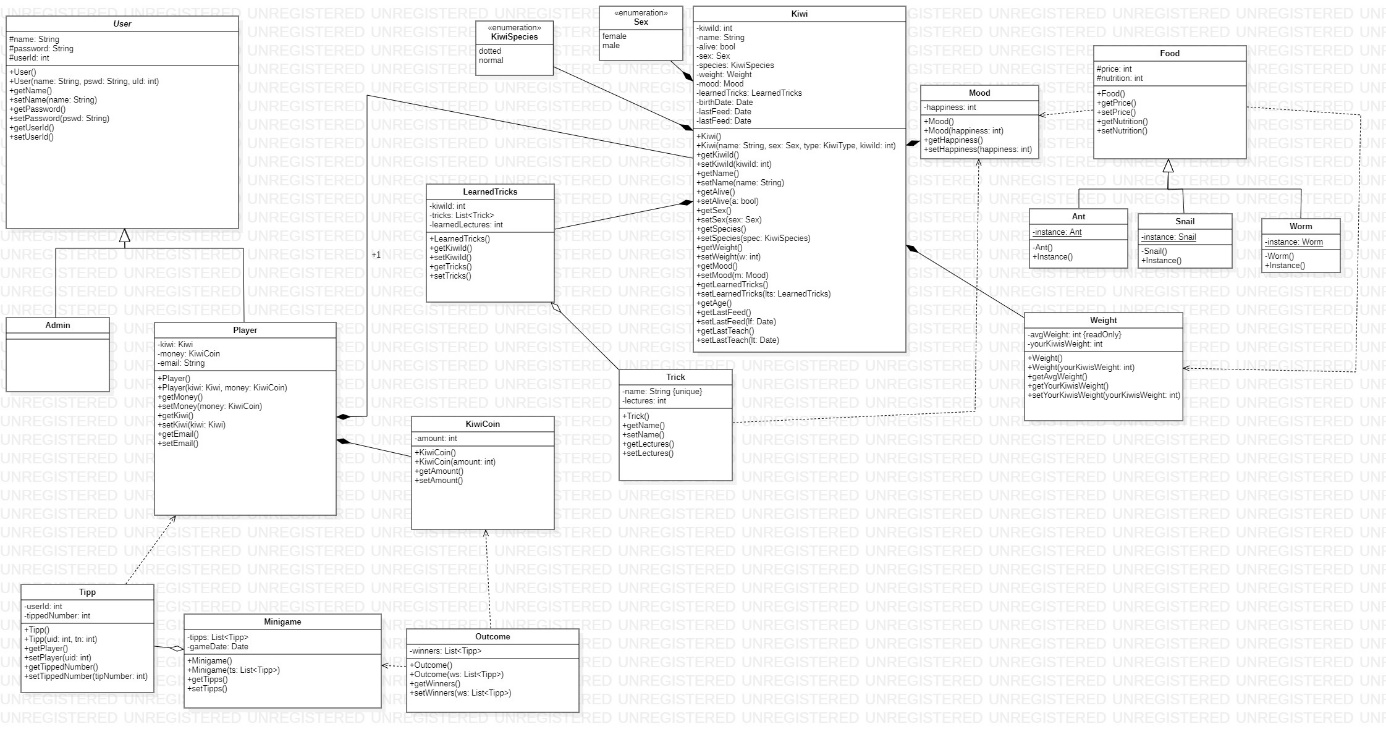 User
#name: String
#password: String
#userId: int
+User()
+User(name: String, pswd: String, uId: int)
+getName()
+setName(name: String)
+getPassword()
+setPassword(pswd: String)
+getUserId()
+setUserId()
«enumeration»
KiwiSpecies
dotted
normal
«enumeration»
Sex
female
male
Kiwi
-kiwiId: int
-name: String
-alive: bool
-sex: Sex
-species: KiwiSpecies
-weight: Weight
-mood: Mood
-learnedTricks: LearnedTricks
-birthDate: Date
-lastFeed: Date
-lastFeed: Date
+Kiwi()
+Kiwi(name: String, sex: Sex, type: KiwiType, kiwiId: int)
+getKiwiId()
+setKiwiId(kiwiId: int)
+getName()
+setName(name: String)
+getAlive()
+setAlive(a: bool)
+getSex()
+setSex(sex: Sex)
+getSpecies()
+setSpecies(spec: KiwiSpecies)
+getWeight()
+setWeight(w: int)
+getMood()
+setMood(m: Mood)
+getLearnedTricks()
+setLearnedTricks(lts: LearnedTricks)
+getAge()
+getLastFeed()
+setLastFeed(lf: Date)
+getLastTeach()
+setLastTeach(lt: Date)
Mood
-happiness: int
+Mood()
+Mood(happiness: int)
+getHappiness()
+setHappiness(happiness: int)
Food
#price: int
#nutrition: int
+Food()
+getPrice()
+setPrice()
+getNutrition()
+setNutrition()
LearnedTricks
-kiwiId: int
-tricks: List<Trick>
-learnedLectures: int
+LearnedTricks()
+getKiwiId()
+setKiwiId()
+getTricks()
+setTricks()
Ant
-instance: Ant
-Ant()
+Instance()
Snail
-instance: Snail
-Snail()
+Instance()
Worm
-instance: Worm
-Worm()
+Instance()
+1
Admin
Player
-kiwi: Kiwi
-money: KiwiCoin
-email: String
+Player()
+Player(kiwi: Kiwi, money: KiwiCoin)
+getMoney()
+setMoney(money: KiwiCoin)
+getKiwi()
+setKiwi(kiwi: Kiwi)
+getEmail()
+setEmail()
Weight
-avgWeight: int {readOnly}
-yourKiwisWeight: int
+Weight()
+Weight(yourKiwisWeight: int)
+getAvgWeight()
+getYourKiwisWeight()
+setYourKiwisWeight(yourKiwisWeight: int)
Trick
-name: String {unique}
-lectures: int
+Trick()
+getName()
+setName()
+getLectures()
+setLectures()
KiwiCoin
-amount: int
+KiwiCoin()
+KiwiCoin(amount: int)
+getAmount()
+setAmount()
Tipp
-userId: int
-tippedNumber: int
+Tipp()
+Tipp(uid: int, tn: int)
+getPlayer()
+setPlayer(uid: int)
+getTippedNumber()
+setTippedNumber(tipNumber: int)
Minigame
-tipps: List<Tipp>
-gameDate: Date
+Minigame()
+Minigame(ts: List<Tipp>)
+getTipps()
+setTipps()
Outcome
-winners: List<Tipp>
+Outcome()
+Outcome(ws: List<Tipp>)
+getWinners()
+setWinners(ws: List<Tipp>)